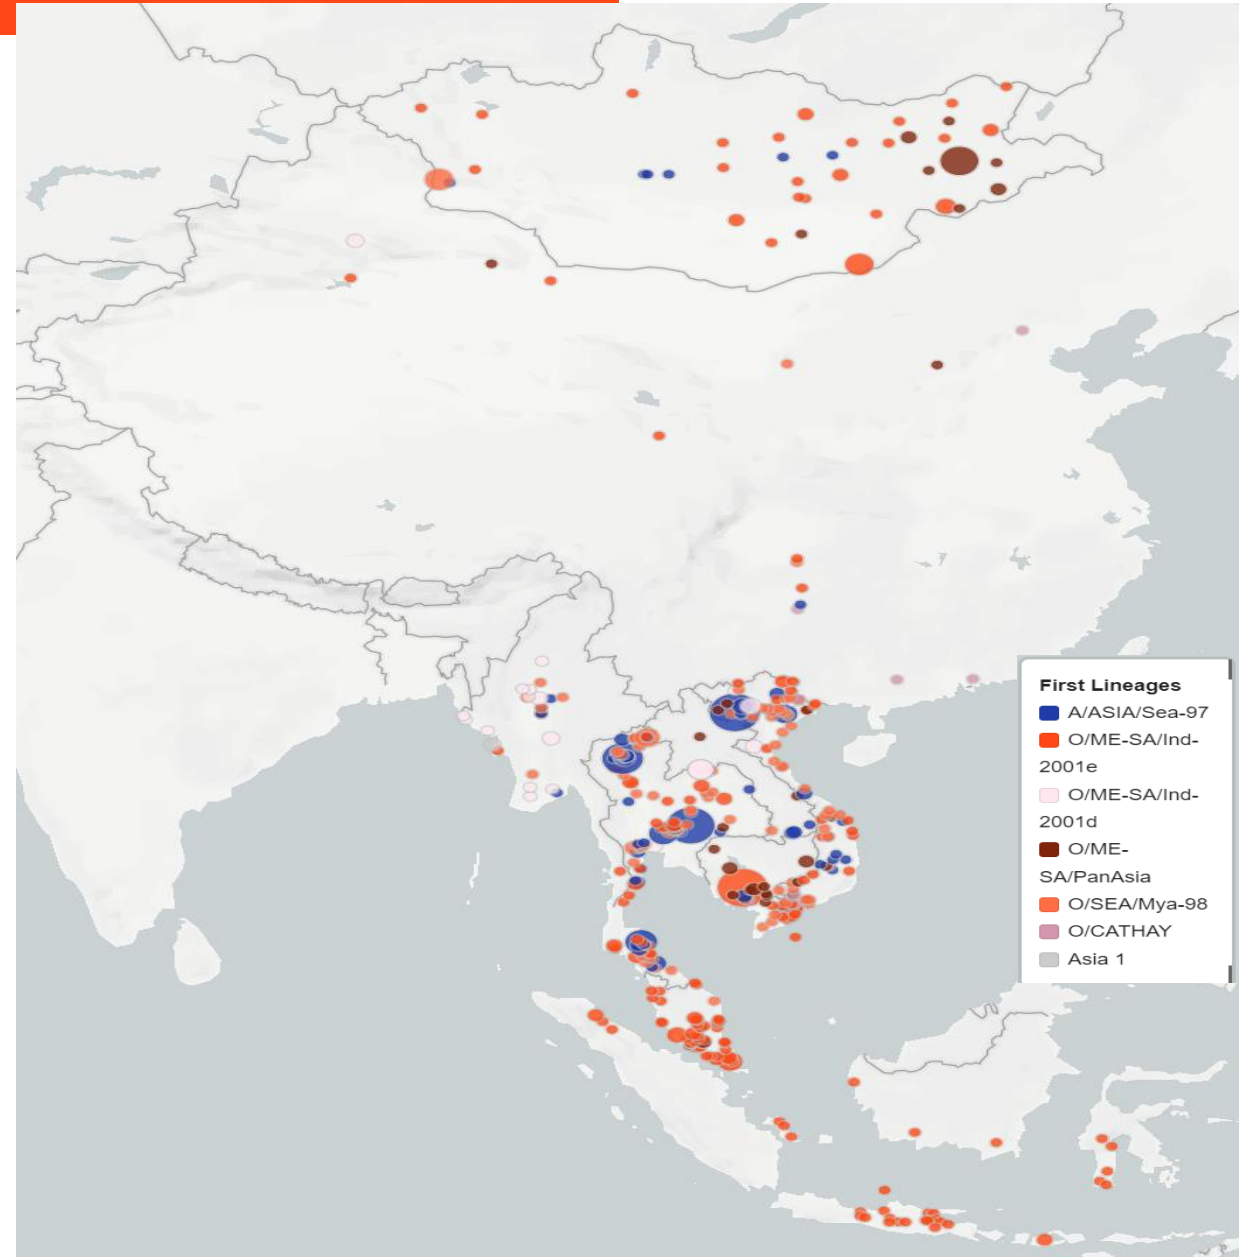 First Lineages
A/ASIA/Sea-97
O/ME-SA/Ind-
2001e
O/ME-SA/Ind-
2001d
O/ME-
SA/PanAsia
O/SEA/Mya-98
O/CATHAY
Asia 1